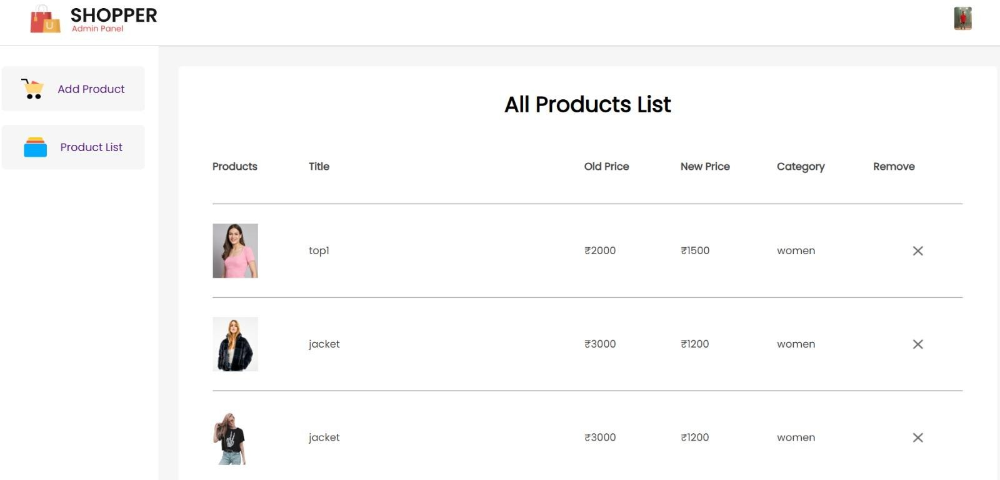 SHOPPER
Admin Panel
Add Product
Product List
All Products List
Products Title Old Price New Price Category Remove
top1 ₹2000 ₹1500 women
jacket ₹3000 ₹1200 women
jacket ₹3000 ₹1200 women